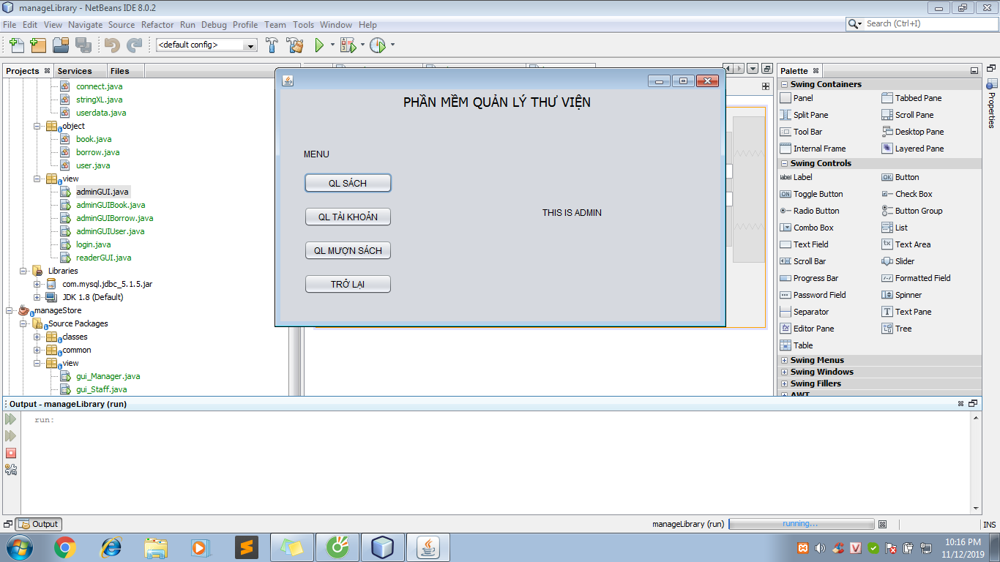 manageLibrary - NetBeans IDE 8.0.2
File Edit View Navigate Source Refactor Run Debug Profile Team Tools Window Help
Search (Ctrl+I)
<default config>
Projects Services Files
connect.java
stringXL.java
userdata.java
object
book.java
borrow.java
user.java
view
adminGUI.java
adminGUIBook.java
adminGUIBorrow.java
adminGUIUser.java
login.java
readerGUI.java
Libraries
com.mysql.jdbc_5.1.5.jar
JDK 1.8 (Default)
manageStore
Source Packages
classes
common
view
gui_Manager.java
gui_Staff.java
PHẦN MỀM QUẢN LÝ THƯ VIỆN
MENU
QL SÁCH
QL TÀI KHOẢN
QL MƯỢN SÁCH
TRỞ LẠI
THIS IS ADMIN
Palette
Swing Containers
Panel Tabbed Pane
Split Pane Scroll Pane
Tool Bar Desktop Pane
Internal Frame Layered Pane
Swing Controls
label Label OK Button
ON Toggle Button Check Box
Radio Button Button Group
Combo Box List
Text Field Text Area
Scroll Bar Slider
Progress Bar Formatted Field
Password Field Spinner
Separator Text Pane
Editor Pane Tree
Table
Swing Menus
Swing Windows
Swing Fillers
AWT
Properties
Output - manageLibrary (run)
run:
Output
manageLibrary (run) running...
INS
10:16 PM
11/12/2019